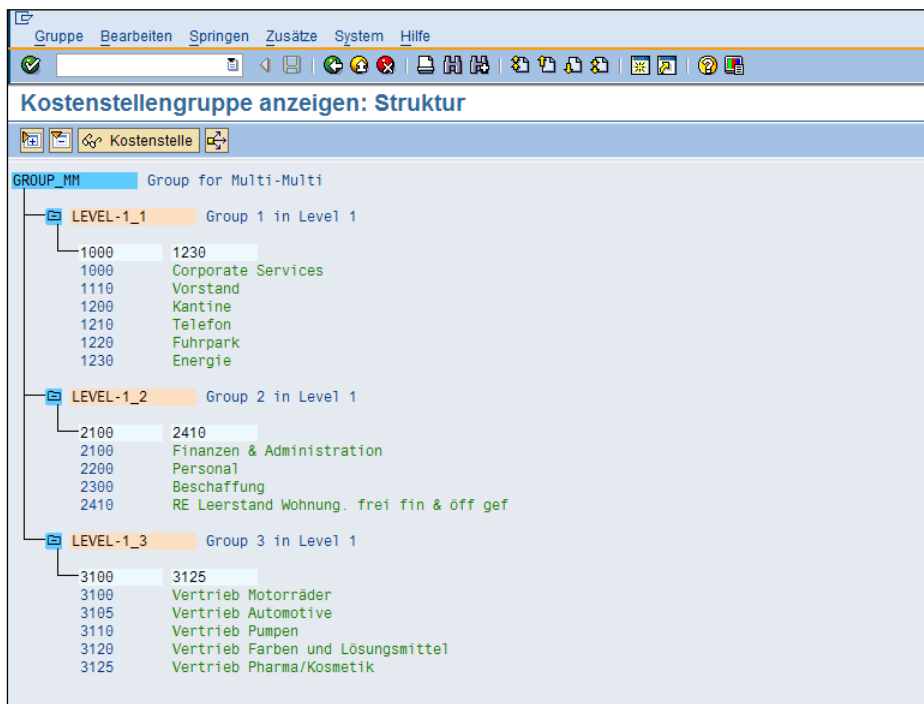 Gruppe Bearbeiten Springen Zusätze System Hilfe
Kostenstellengruppe anzeigen: Struktur
Kostenstelle
GROUP_MM Group for Multi-Multi
LEVEL-1_1 Group 1 in Level 1
1000 1230
1000 Corporate Services
1110 Vorstand
1200 Kantine
1210 Telefon
1220 Fuhrpark
1230 Energie
LEVEL-1_2 Group 2 in Level 1
2100 2410
2100 Finanzen & Administration
2200 Personal
2300 Beschaffung
2410 RE Leerstand Wohnung. frei fin & öff gef
LEVEL-1_3 Group 3 in Level 1
3100 3125
3100 Vertrieb Motorräder
3105 Vertrieb Automotive
3110 Vertrieb Pumpen
3120 Vertrieb Farben und Lösungsmittel
3125 Vertrieb Pharma/Kosmetik